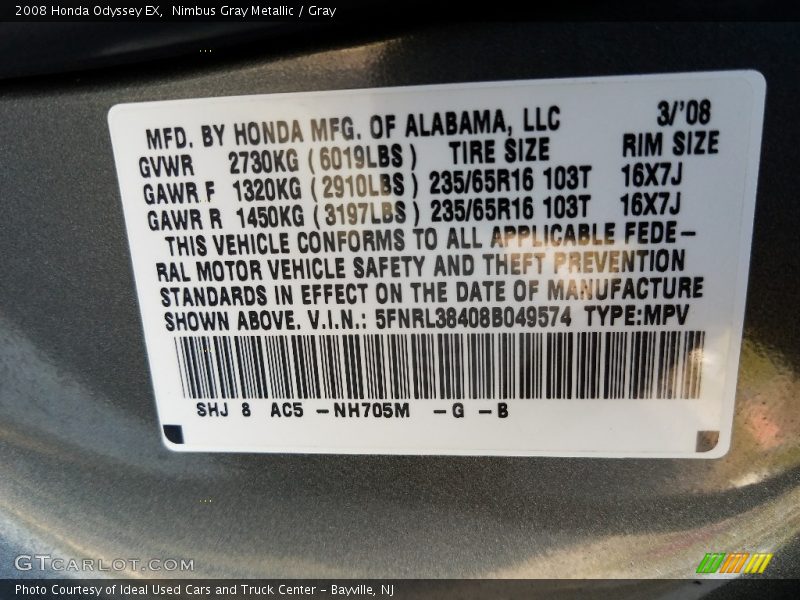 2008 Honda Odyssey EX, Nimbus Gray Metallic / Gray
MFD. BY HONDA MFG. OF ALABAMA, LLC 3/'08
GVWR 2730KG (6019LBS) TIRE SIZE RIM SIZE
GAWR F 1320KG (2910LBS) 235/65R16 103T 16X7J
GAWR R 1450KG (3197LBS) 235/65R16 103T 16X7J
THIS VEHICLE CONFORMS TO ALL APPLICABLE FEDE-
RAL MOTOR VEHICLE SAFETY AND THEFT PREVENTION
STANDARDS IN EFFECT ON THE DATE OF MANUFACTURE
SHOWN ABOVE. V.I.N.: 5FNRL38408B049574 TYPE:MPV
SHJ 8 AC5 -NH705M -G -B
GTCARLOT.COM
Photo Courtesy of Ideal Used Cars and Truck Center - Bayville, NJ